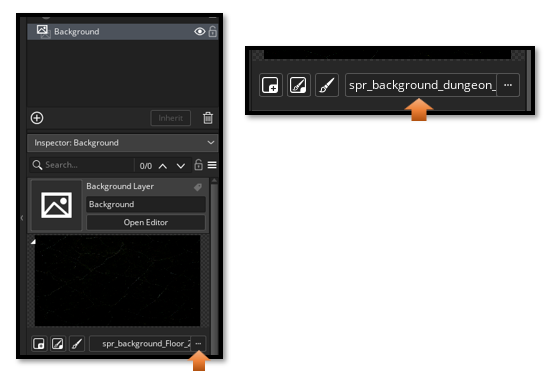 Background
Inherit
Inspector: Background
Search...
0/0
Background Layer
Background
Open Editor
spr_background_Floor_2
spr_background_dungeon_